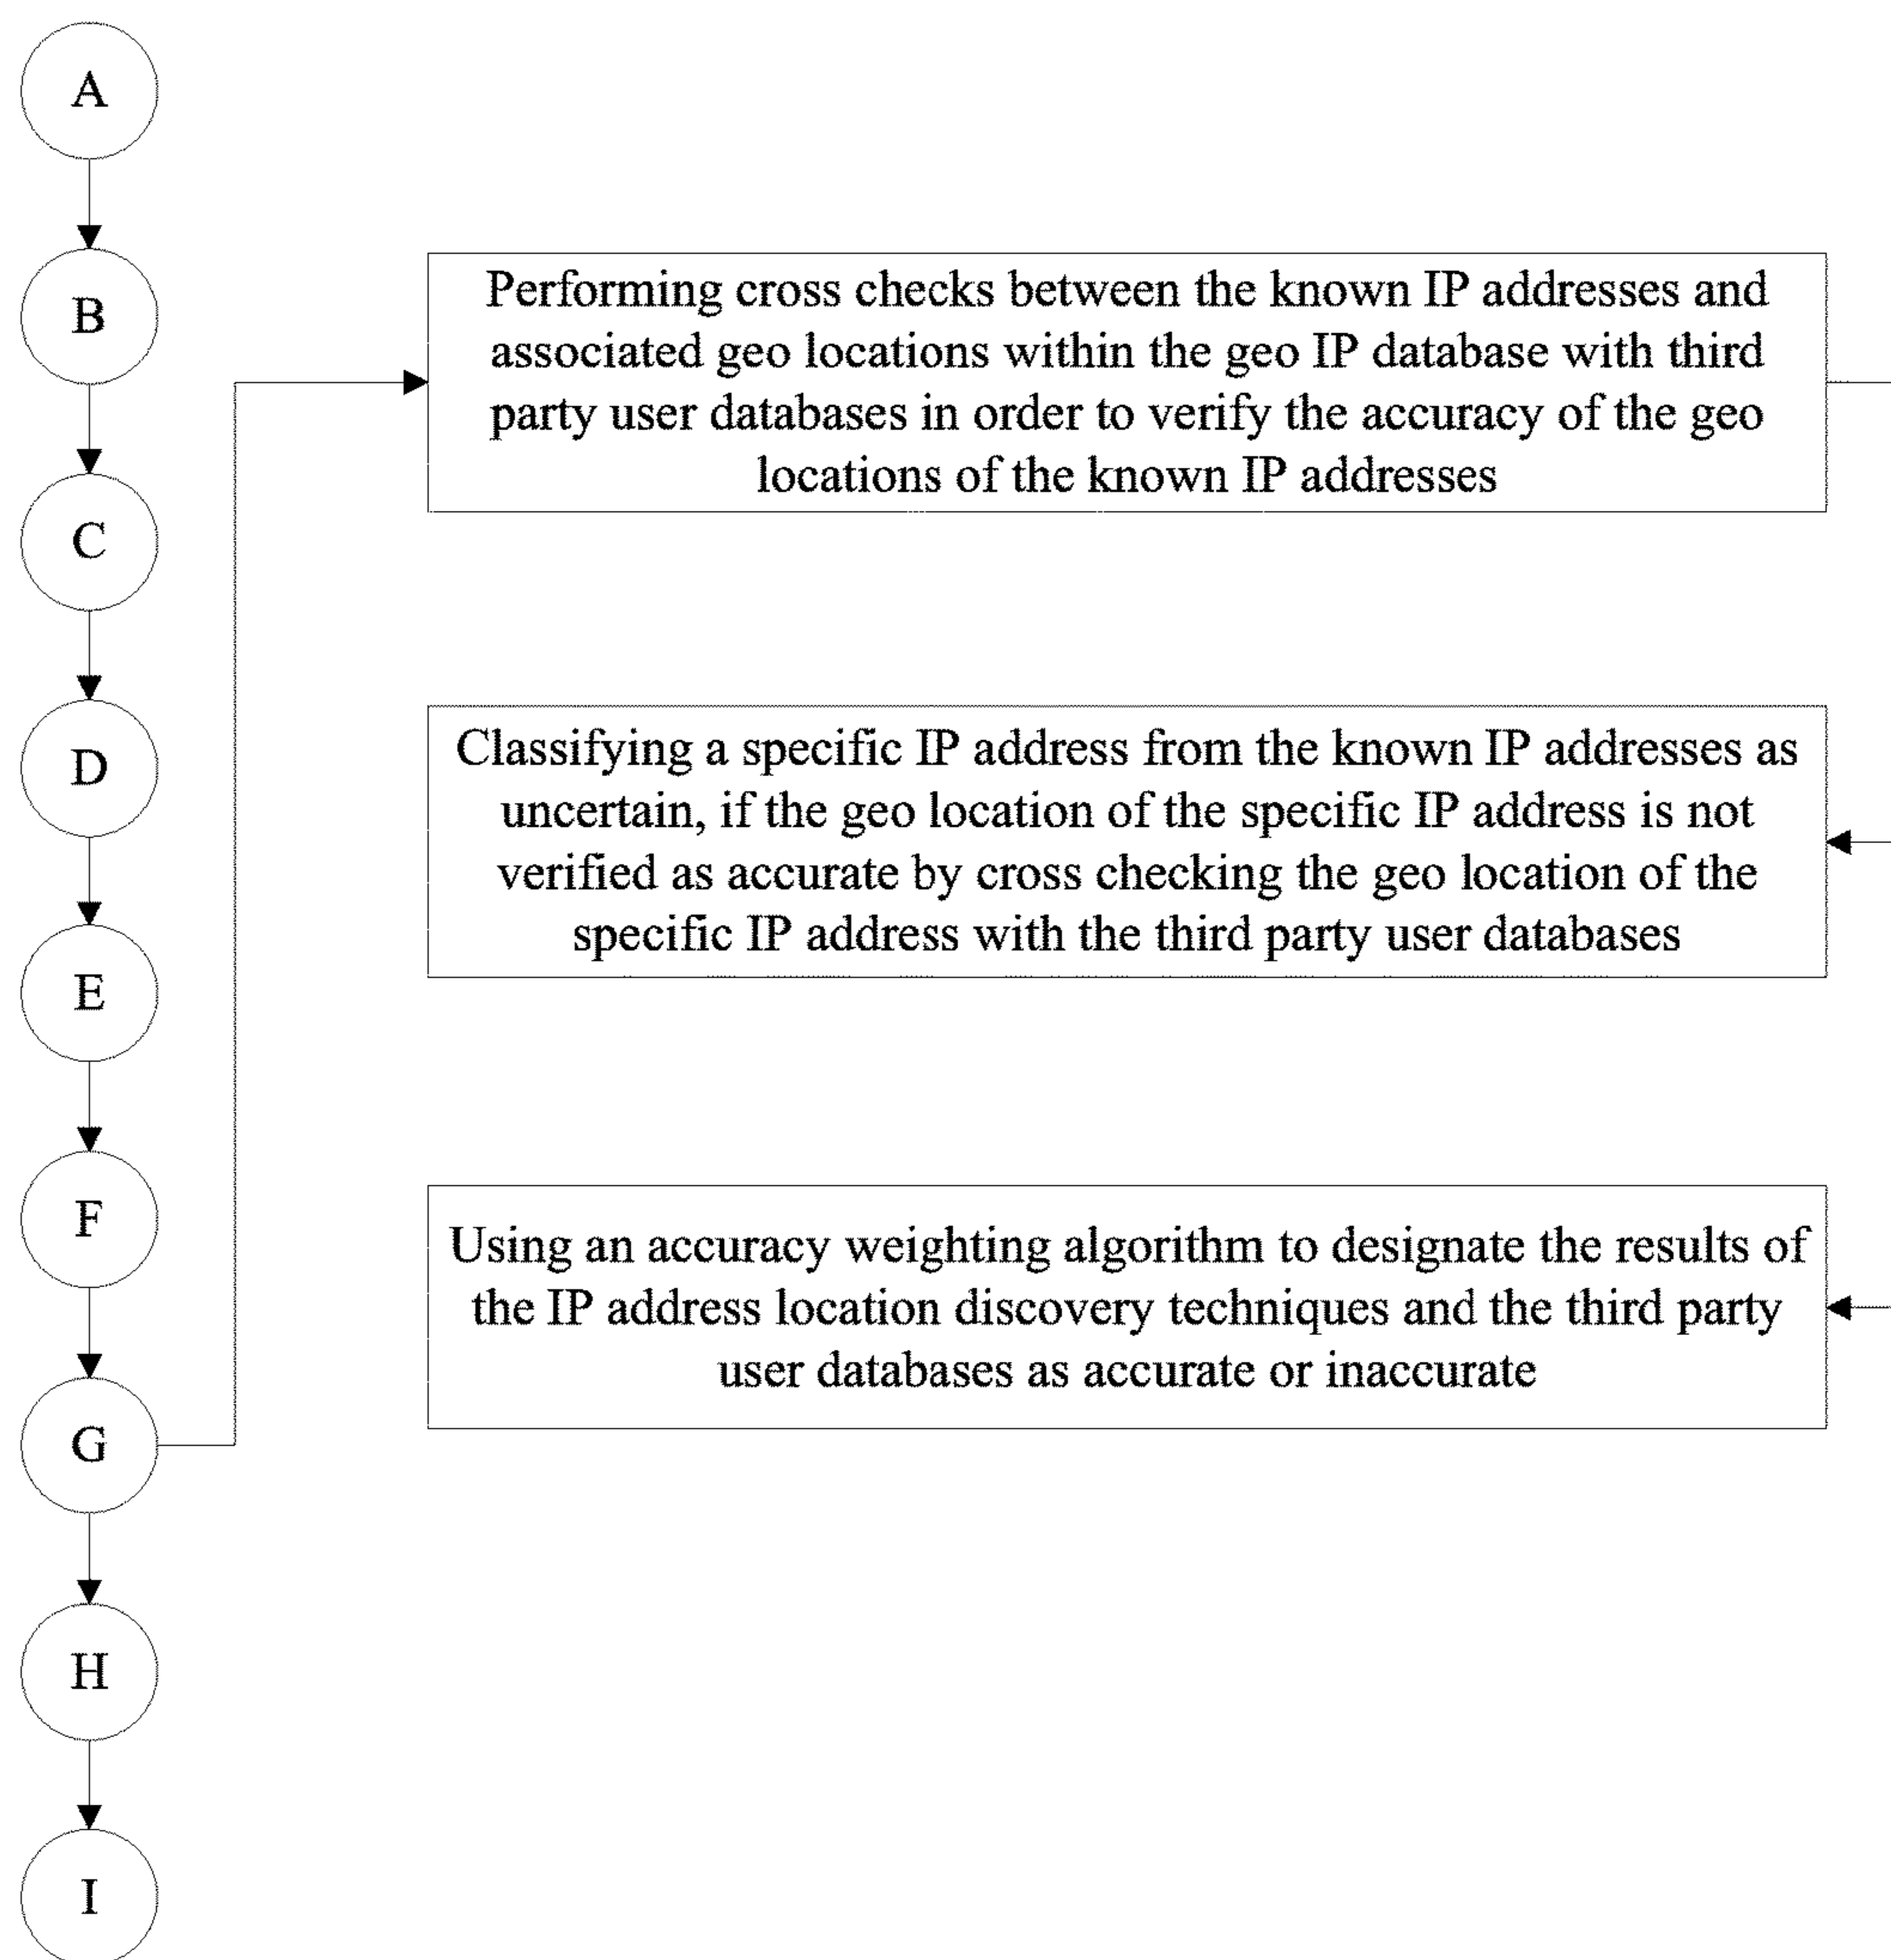 A
B
C
D
E
F
G
H
I
Performing cross checks between the known IP addresses and
associated geo locations within the geo IP database with third
party user databases in order to verify the accuracy of the geo
locations of the known IP addresses
Classifying a specific IP address from the known IP addresses as
uncertain, if the geo location of the specific IP address is not
verified as accurate by cross checking the geo location of the
specific IP address with the third party user databases
Using an accuracy weighting algorithm to designate the results of
the IP address location discovery techniques and the third party
user databases as accurate or inaccurate